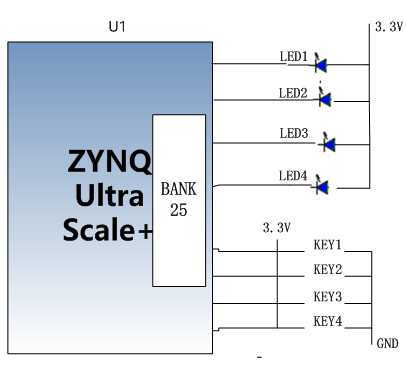 U1
3.3V
LED1
LED2
LED3
LED4
ZYNQ
Ultra
Scale+
BANK
25
3.3V
KEY1
KEY2
KEY3
KEY4
GND